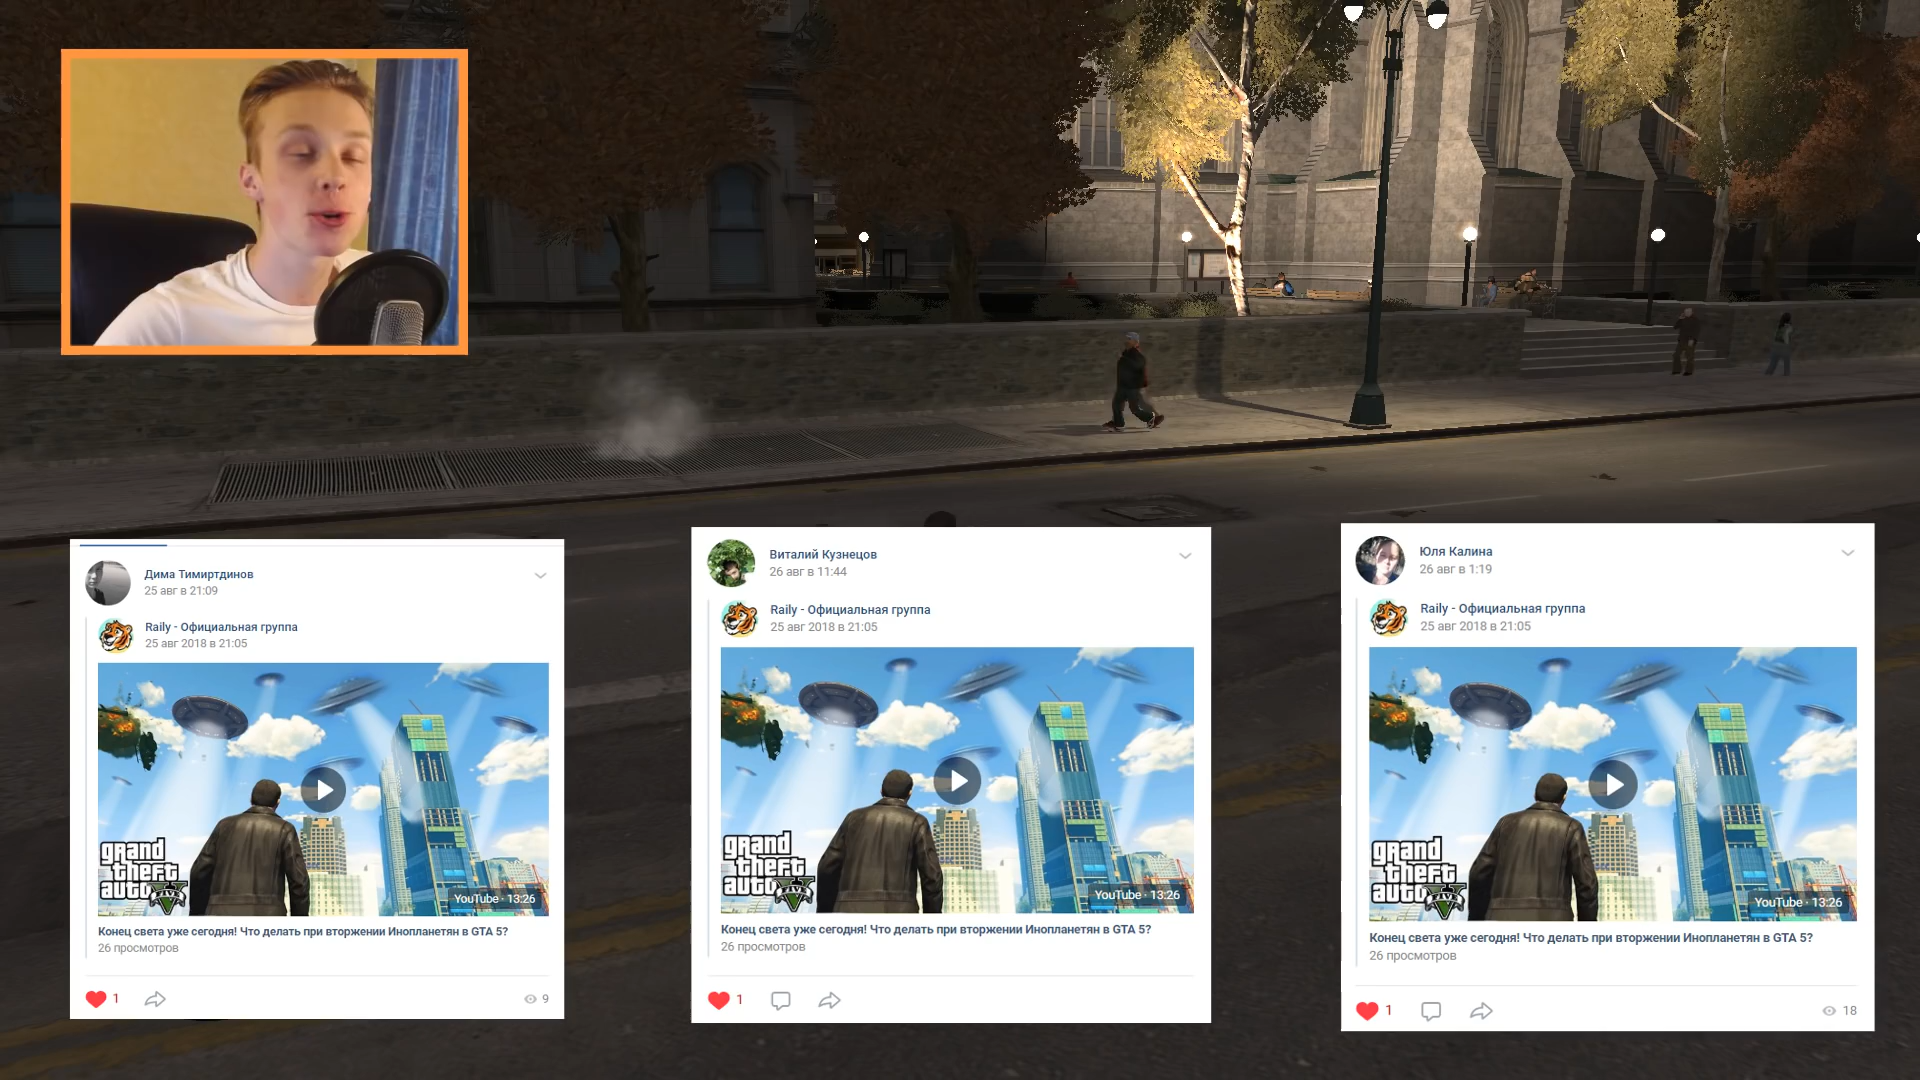 Дима Тимиртдинов
25 авг в 21:09
Raily - Официальная группа
25 авг 2018 в 21:05
grand
theft
auto
FIVE
YouTube · 13:26
Конец света уже сегодня! Что делать при вторжении Инопланетян в GTA 5?
26 просмотров
1
9
Виталий Кузнецов
26 авг в 11:44
Raily - Официальная группа
25 авг 2018 в 21:05
grand
theft
auto
FIVE
YouTube · 13:26
Конец света уже сегодня! Что делать при вторжении Инопланетян в GTA 5?
26 просмотров
1
Юля Калина
26 авг в 1:19
Raily - Официальная группа
25 авг 2018 в 21:05
grand
theft
auto
FIVE
YouTube · 13:26
Конец света уже сегодня! Что делать при вторжении Инопланетян в GTA 5?
26 просмотров
1
18